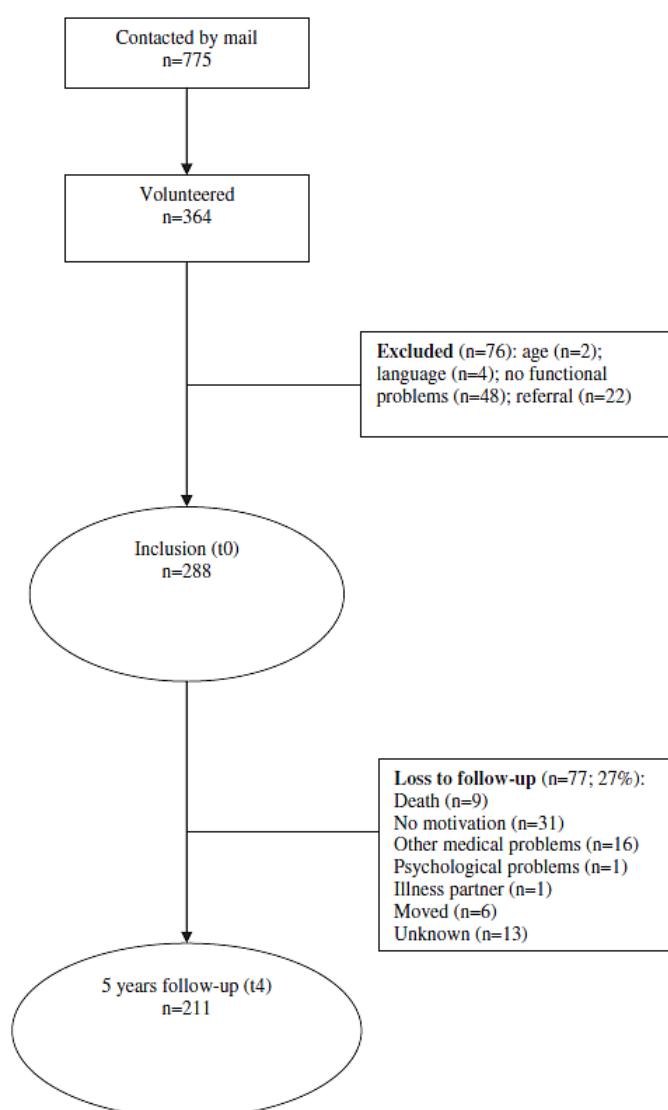 Contacted by mail
n=775
Volunteered
n=364
Excluded (n=76): age (n=2);
language (n=4); no functional
problems (n=48); referral (n=22)
Inclusion (t0)
n=288
Loss to follow-up (n=77; 27%):
Death (n=9)
No motivation (n=31)
Other medical problems (n=16)
Psychological problems (n=1)
Illness partner (n=1)
Moved (n=6)
Unknown (n=13)
5 years follow-up (t4)
n=211